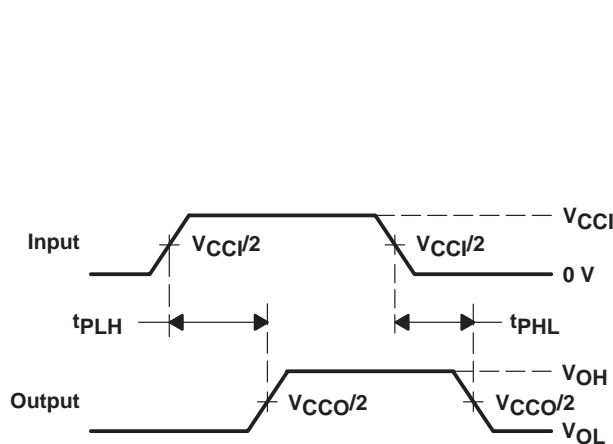 VCCI
Input
VCCI/2
VCCI/2
0 V
tPLH
tPHL
VOH
Output
VCCO/2
VCCO/2
VOL